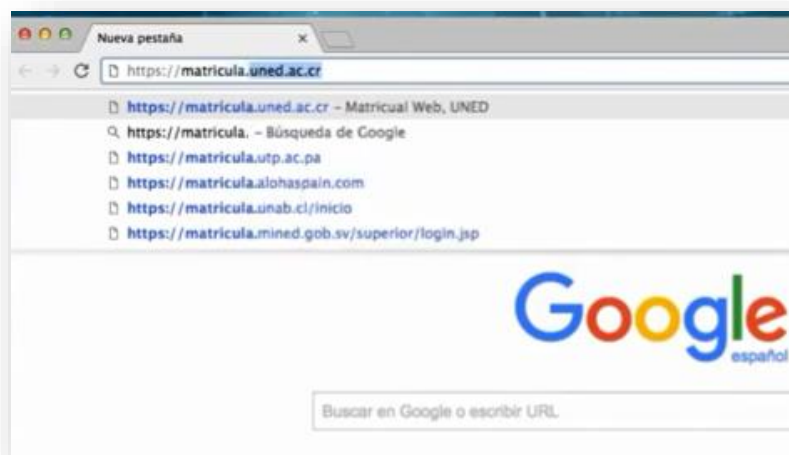 Nueva pestaña
https://matricula.uned.ac.cr
https://matricula.uned.ac.cr – Matricual Web, UNED
https://matricula. – Búsqueda de Google
https://matricula.utp.ac.pa
https://matricula.alohaspain.com
https://matricula.unab.cl/inicio
https://matricula.mined.gob.sv/superior/login.jsp
Google
español
Buscar en Google o escribir URL